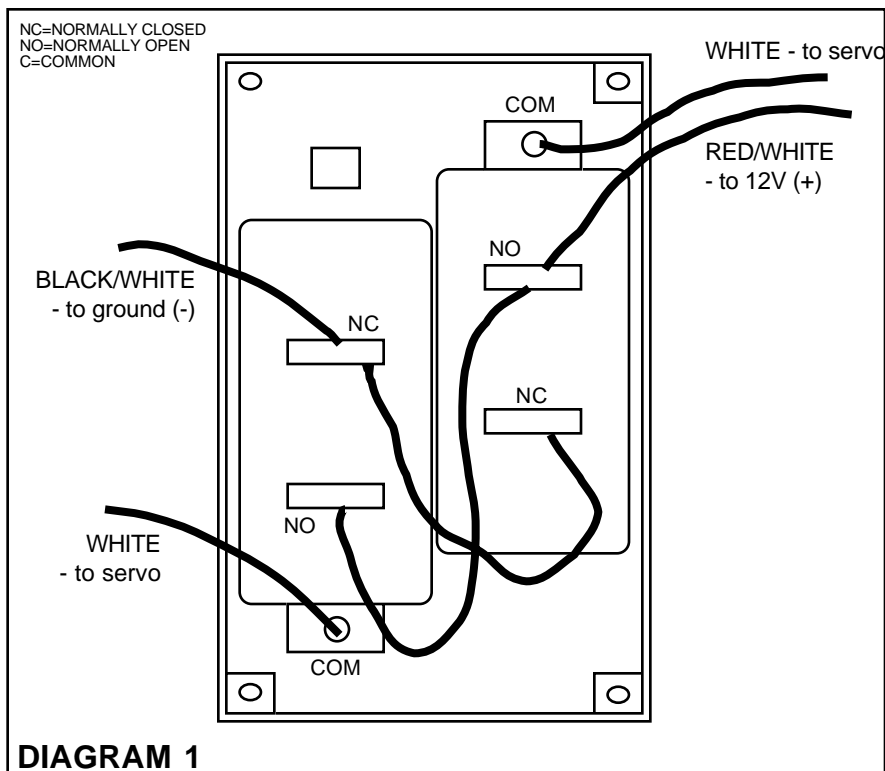 NC=NORMALLY CLOSED
NO=NORMALLY OPEN
C=COMMON
WHITE - to servo
COM
RED/WHITE
- to 12V (+)
NO
BLACK/WHITE
- to ground (-)
NC
NC
NO
WHITE
- to servo
COM
DIAGRAM 1